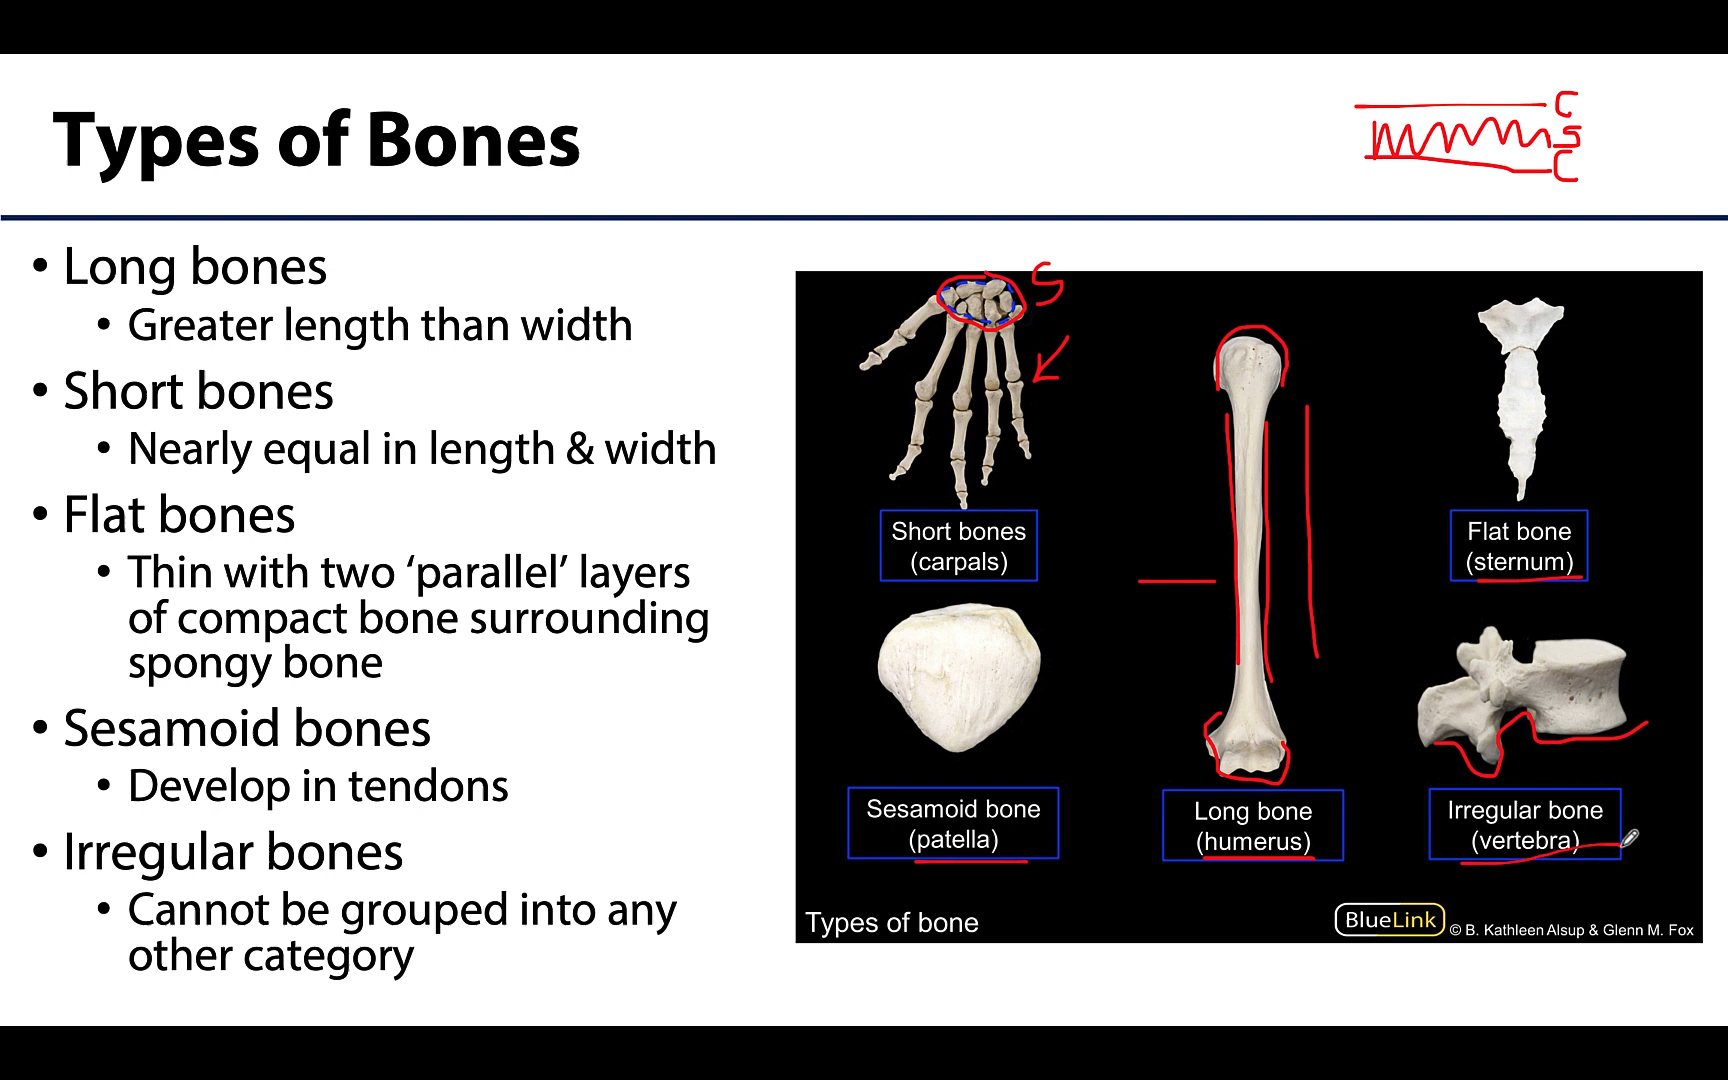 Types of Bones
C
S
C
• Long bones
• Greater length than width
• Short bones
• Nearly equal in length & width
• Flat bones
• Thin with two ‘parallel’ layers
of compact bone surrounding
spongy bone
• Sesamoid bones
• Develop in tendons
• Irregular bones
• Cannot be grouped into any
other category
S
Short bones
(carpals)
Flat bone
(sternum)
Sesamoid bone
(patella)
Long bone
(humerus)
Irregular bone
(vertebra)
Types of bone
BlueLink
© B. Kathleen Alsup & Glenn M. Fox